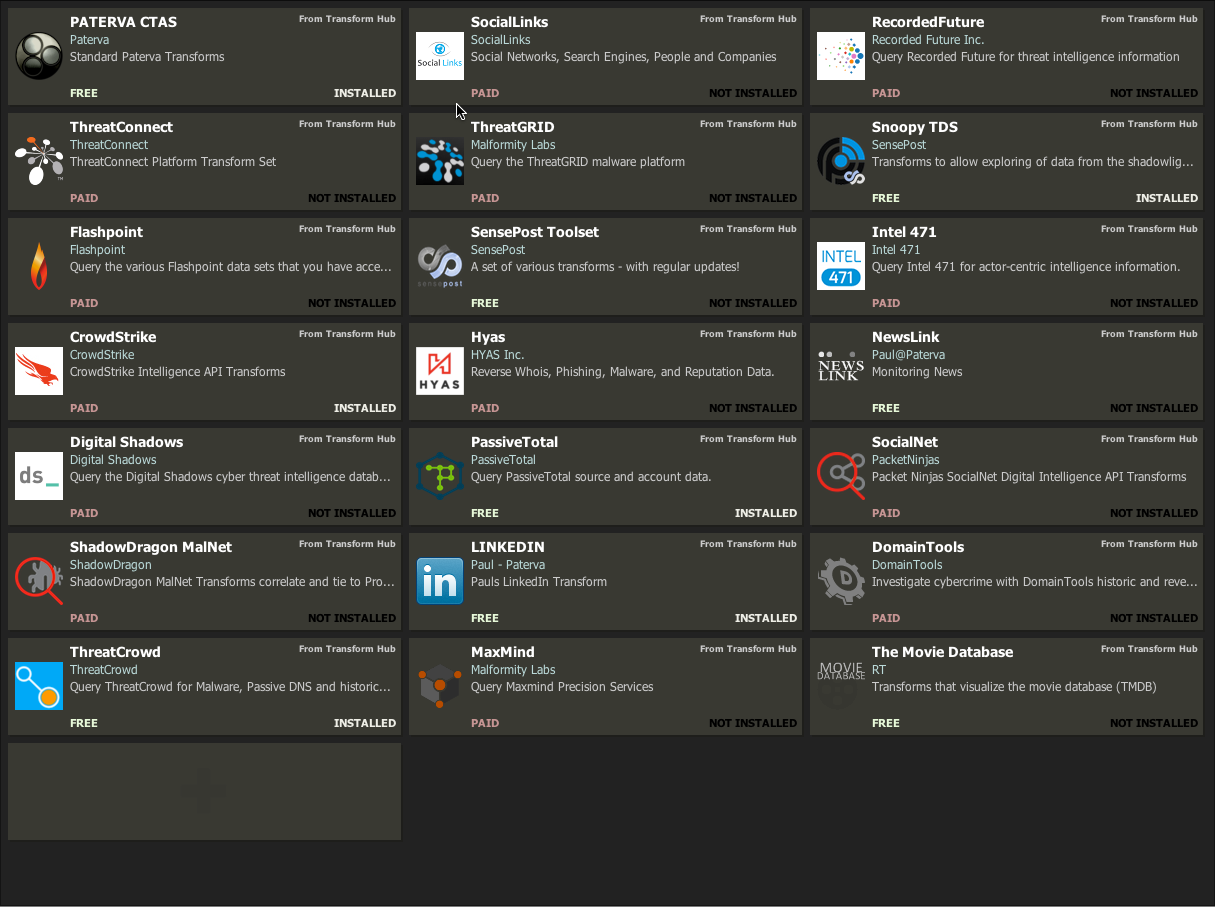 PATERVA CTAS
From Transform Hub
Paterva
Standard Paterva Transforms
FREE
INSTALLED
SocialLinks
From Transform Hub
SocialLinks
Social Links
Social Networks, Search Engines, People and Companies
PAID
NOT INSTALLED
RecordedFuture
From Transform Hub
Recorded Future Inc.
Query Recorded Future for threat intelligence information
PAID
NOT INSTALLED
ThreatConnect
From Transform Hub
ThreatConnect
ThreatConnect Platform Transform Set
TM
PAID
NOT INSTALLED
ThreatGRID
From Transform Hub
Malformity Labs
Query the ThreatGRID malware platform
PAID
NOT INSTALLED
Snoopy TDS
From Transform Hub
SensePost
Transforms to allow exploring of data from the shadowlig...
FREE
INSTALLED
Flashpoint
From Transform Hub
Flashpoint
Query the various Flashpoint data sets that you have acce...
PAID
NOT INSTALLED
SensePost Toolset
From Transform Hub
SensePost
A set of various transforms - with regular updates!
sensepost
FREE
NOT INSTALLED
Intel 471
From Transform Hub
Intel 471
INTEL
471
Query Intel 471 for actor-centric intelligence information.
PAID
NOT INSTALLED
CrowdStrike
From Transform Hub
CrowdStrike
CrowdStrike Intelligence API Transforms
PAID
INSTALLED
Hyas
From Transform Hub
HYAS Inc.
Reverse Whois, Phishing, Malware, and Reputation Data.
HYAS
PAID
NOT INSTALLED
NewsLink
From Transform Hub
Paul@Paterva
NEWS
LINK
Monitoring News
FREE
NOT INSTALLED
Digital Shadows
From Transform Hub
Digital Shadows
ds_
Query the Digital Shadows cyber threat intelligence datab...
PAID
NOT INSTALLED
PassiveTotal
From Transform Hub
PassiveTotal
Query PassiveTotal source and account data.
FREE
INSTALLED
SocialNet
From Transform Hub
PacketNinjas
Packet Ninjas SocialNet Digital Intelligence API Transforms
PAID
NOT INSTALLED
ShadowDragon MalNet
From Transform Hub
ShadowDragon
ShadowDragon MalNet Transforms correlate and tie to Pro...
PAID
NOT INSTALLED
LINKEDIN
From Transform Hub
Paul - Paterva
in
Pauls LinkedIn Transform
FREE
INSTALLED
DomainTools
From Transform Hub
DomainTools
D
Investigate cybercrime with DomainTools historic and reve...
PAID
NOT INSTALLED
ThreatCrowd
From Transform Hub
ThreatCrowd
Query ThreatCrowd for Malware, Passive DNS and historic...
FREE
INSTALLED
MaxMind
From Transform Hub
Malformity Labs
Query Maxmind Precision Services
PAID
NOT INSTALLED
The Movie Database
From Transform Hub
RT
MOVIE
DATABASE
Transforms that visualize the movie database (TMDB)
FREE
NOT INSTALLED